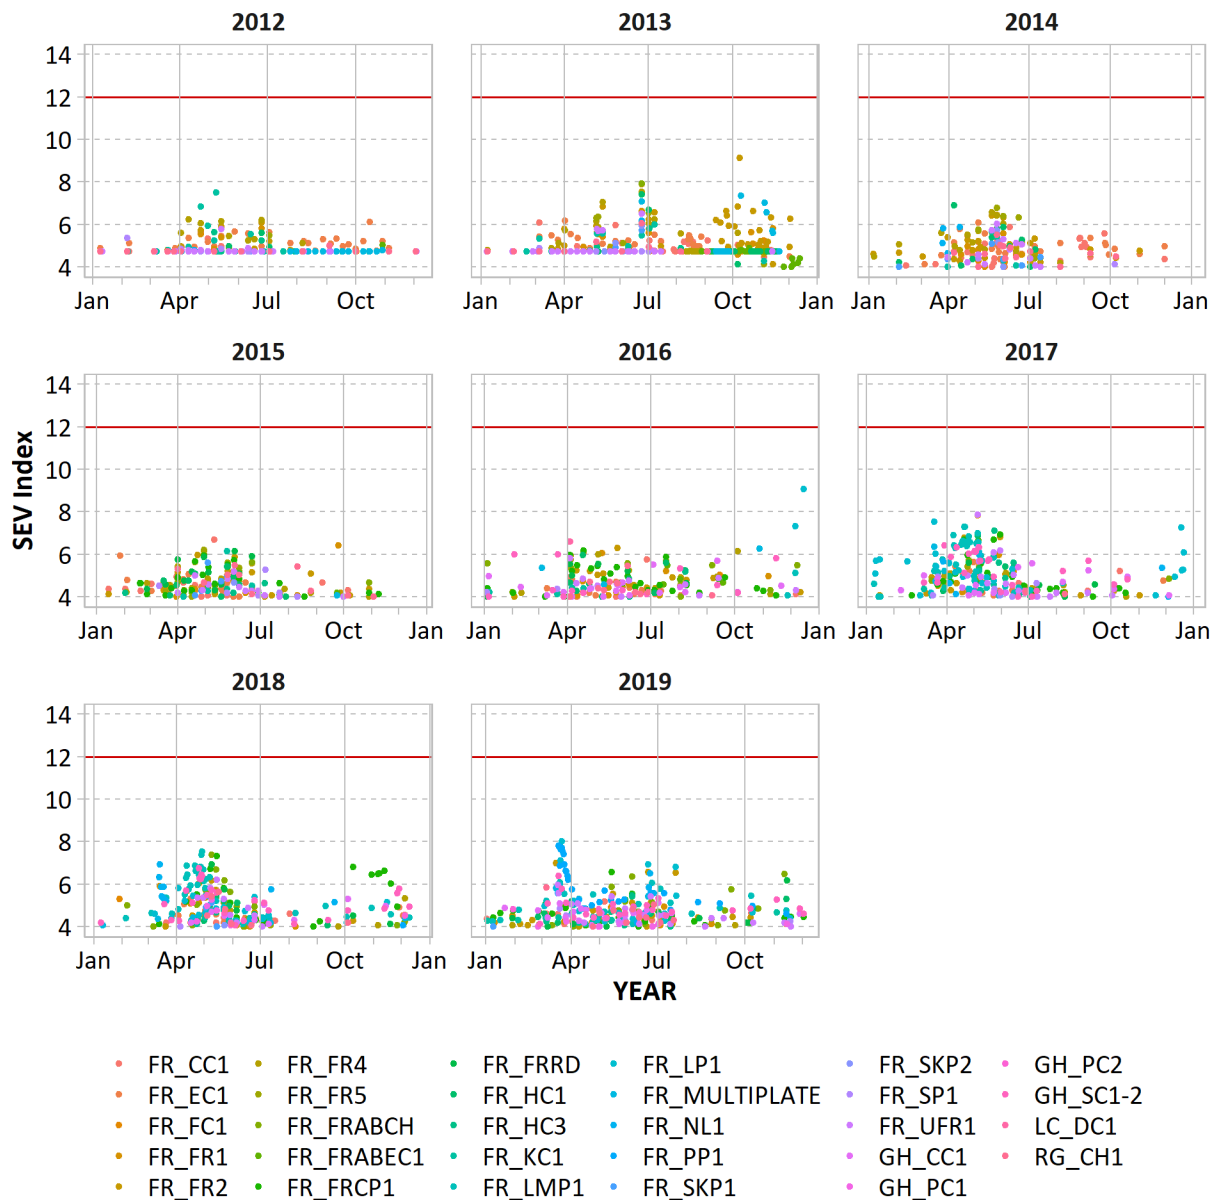 2012 2013 2014
14
12
10
8
6
4
Jan Apr Jul Oct Jan Apr Jul Oct Jan Jan Apr Jul Oct Jan
2015 2016 2017
14
12
10
8
6
4
Jan Apr Jul Oct Jan Jan Apr Jul Oct Jan Jan Apr Jul Oct Jan
SEV Index
2018 2019
14
12
10
8
6
4
Jan Apr Jul Oct Jan Jan Apr Jul Oct
YEAR
FR_CC1 FR_FR4 FR_FRRD FR_LP1 FR_SKP2 GH_PC2
FR_EC1 FR_FR5 FR_HC1 FR_MULTIPLATE FR_SP1 GH_SC1-2
FR_FC1 FR_FRABCH FR_HC3 FR_NL1 FR_UFR1 LC_DC1
FR_FR1 FR_FRABEC1 FR_KC1 FR_PP1 GH_CC1 RG_CH1
FR_FR2 FR_FRCP1 FR_LMP1 FR_SKP1 GH_PC1